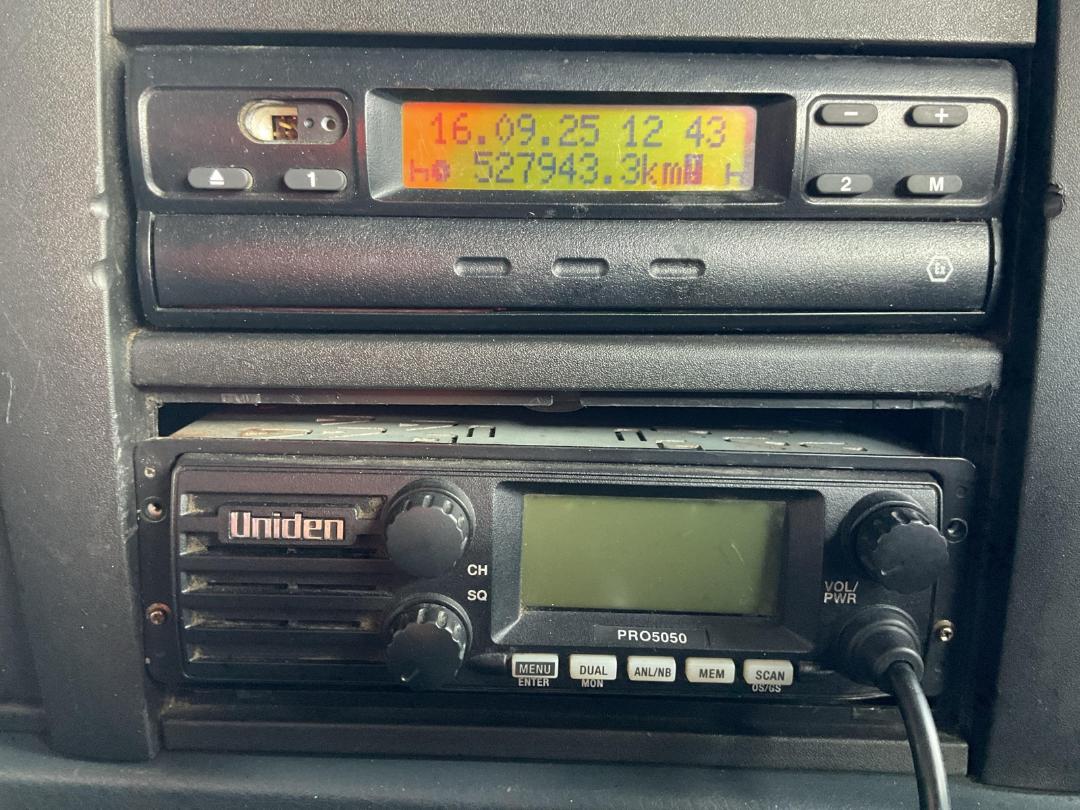 16.09.25 12 43
527943.3km
1
- +
2 M
Ex
Uniden
CH
SQ
VOL/
PWR
PRO5050
MENU DUAL ANL/NB MEM SCAN
ENTER MON OS/GS